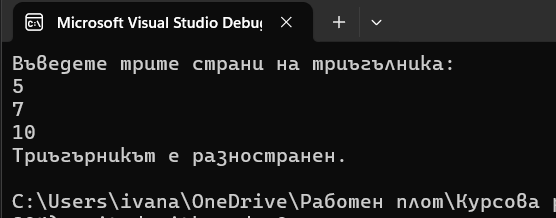 Microsoft Visual Studio Debug
Въведете трите страни на триъгълника:
5
7
10
Триъгърникът е разностранен.
C:\Users\ivana\OneDrive\Работен плот\Курсова